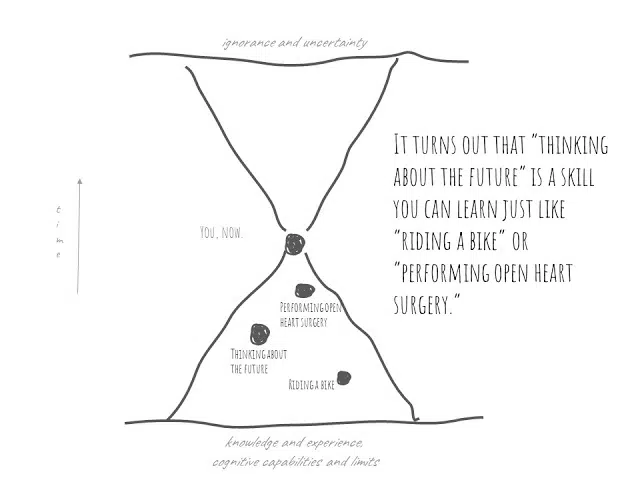 ignorance and uncertainty
It turns out that "thinking
about the future" is a skill
you can learn just like
"riding a bike" or
"performing open heart
surgery."
time
You, now.
Performing open
heart surgery
Thinking about
the future
Riding a bike
knowledge and experience,
cognitive capabilities and limits